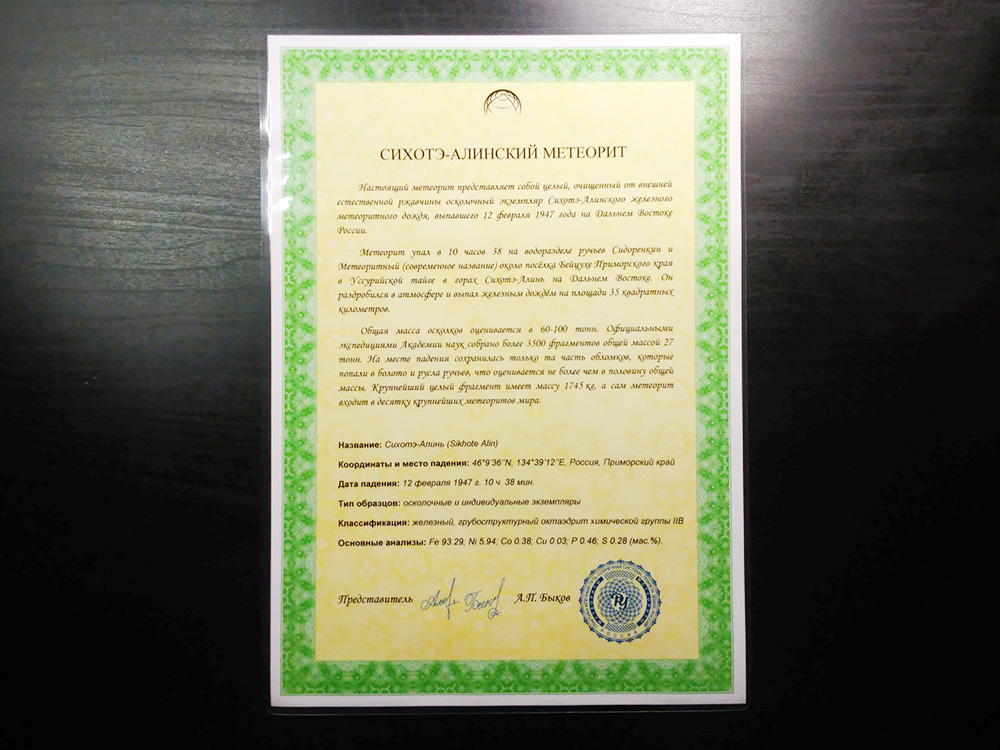 СИХОТЭ-АЛИНСКИЙ МЕТЕОРИТ
Настоящий метеорит представляет собой целый, очищенный от внешней
естественной ржавчины осколочный экземпляр Сихотэ-Алинского железного
метеоритного дождя, выпавшего 12 февраля 1947 года на Дальнем Востоке
России.
Метеорит упал в 10 часов 38 на водоразделе ручьев Сидоренкин и
Метеоритный (современное название) около посёлка Бейцухе Приморского края
в Уссурийской тайге в горах Сихотэ-Алинь на Дальнем Востоке. Он
раздробился в атмосфере и выпал железным дождём на площади 35 квадратных
километров.
Общая масса осколков оценивается в 60-100 тонн. Официальными
экспедициями Академии наук собрано более 3500 фрагментов общей массой 27
тонн. На месте падения сохранилась только та часть обломков, которые
попали в болото и русла ручьев, что оценивается не более чем в половину общей
массы. Крупнейший целый фрагмент имеет массу 1745 кг, а сам метеорит
входит в десятку крупнейших метеоритов мира.
Название: Сихотэ-Алинь (Sikhote Alin)
Координаты и место падения: 46°9'36''N, 134°39'12''E, Россия, Приморский край
Дата падения: 12 февраля 1947 г. 10 ч. 38 мин.
Тип образцов: осколочные и индивидуальные экземпляры
Классификация: железный, грубоструктурный октаэдрит химической группы IIB
Основные анализы: Fe 93.29; Ni 5.94; Co 0.38; Cu 0.03; P 0.46; S 0.28 (мас.%).
Представитель А.П. Быков
РОССИЯ